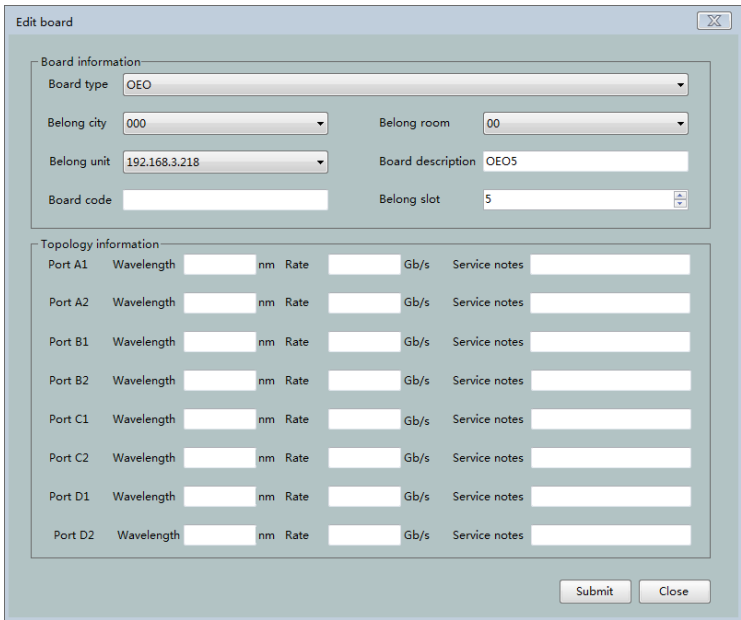 Edit board
Board information
Board type OEO
Belong city 000 Belong room 00
Belong unit 192.168.3.218 Board description OEO5
Board code Belong slot 5
Topology information
Port A1 Wavelength nm Rate Gb/s Service notes
Port A2 Wavelength nm Rate Gb/s Service notes
Port B1 Wavelength nm Rate Gb/s Service notes
Port B2 Wavelength nm Rate Gb/s Service notes
Port C1 Wavelength nm Rate Gb/s Service notes
Port C2 Wavelength nm Rate Gb/s Service notes
Port D1 Wavelength nm Rate Gb/s Service notes
Port D2 Wavelength nm Rate Gb/s Service notes
Submit Close